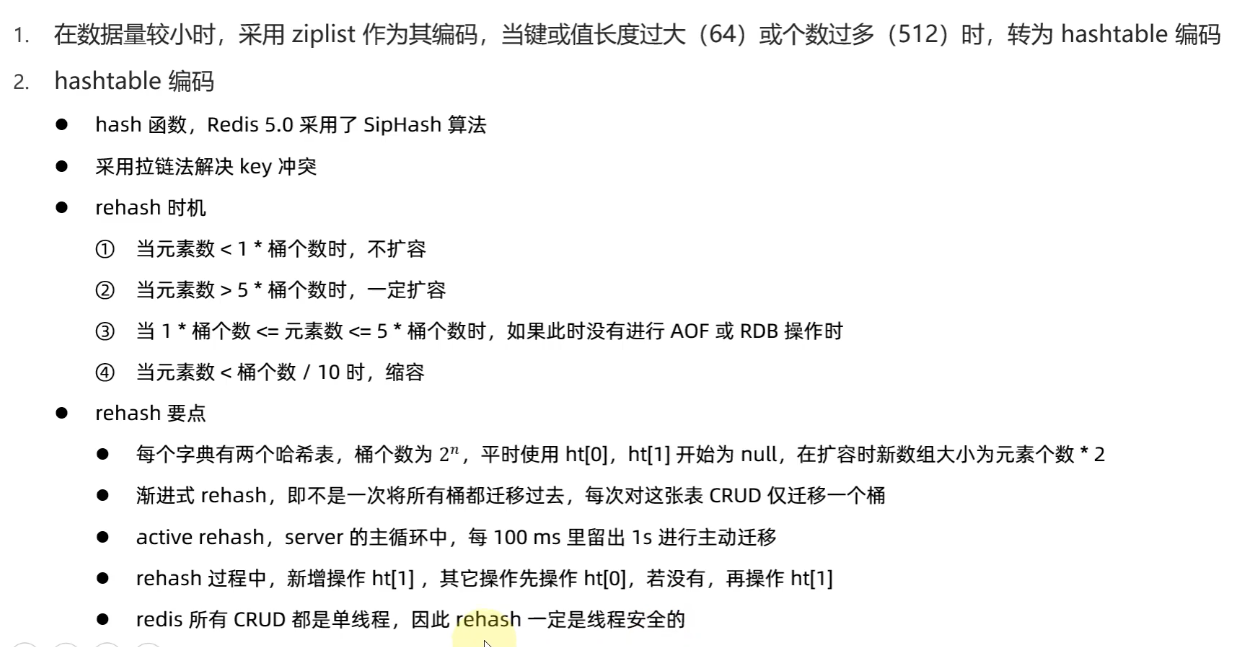 1. 在数据量较小时，采用 ziplist 作为其编码，当键或值长度过大（64）或个数过多（512）时，转为 hashtable 编码
2. hashtable 编码
● hash 函数，Redis 5.0 采用了 SipHash 算法
● 采用拉链法解决 key 冲突
● rehash 时机
① 当元素数 < 1 * 桶个数时，不扩容
② 当元素数 > 5 * 桶个数时，一定扩容
③ 当 1 * 桶个数 <= 元素数 <= 5 * 桶个数时，如果此时没有进行 AOF 或 RDB 操作时
④ 当元素数 < 桶个数 / 10 时，缩容
● rehash 要点
● 每个字典有两个哈希表，桶个数为 2ⁿ，平时使用 ht[0]，ht[1] 开始为 null，在扩容时新数组大小为元素个数 * 2
● 渐进式 rehash，即不是一次将所有桶都迁移过去，每次对这张表 CRUD 仅迁移一个桶
● active rehash，server 的主循环中，每 100 ms 里留出 1s 进行主动迁移
● rehash 过程中，新增操作 ht[1] ，其它操作先操作 ht[0]，若没有，再操作 ht[1]
● redis 所有 CRUD 都是单线程，因此 rehash 一定是线程安全的